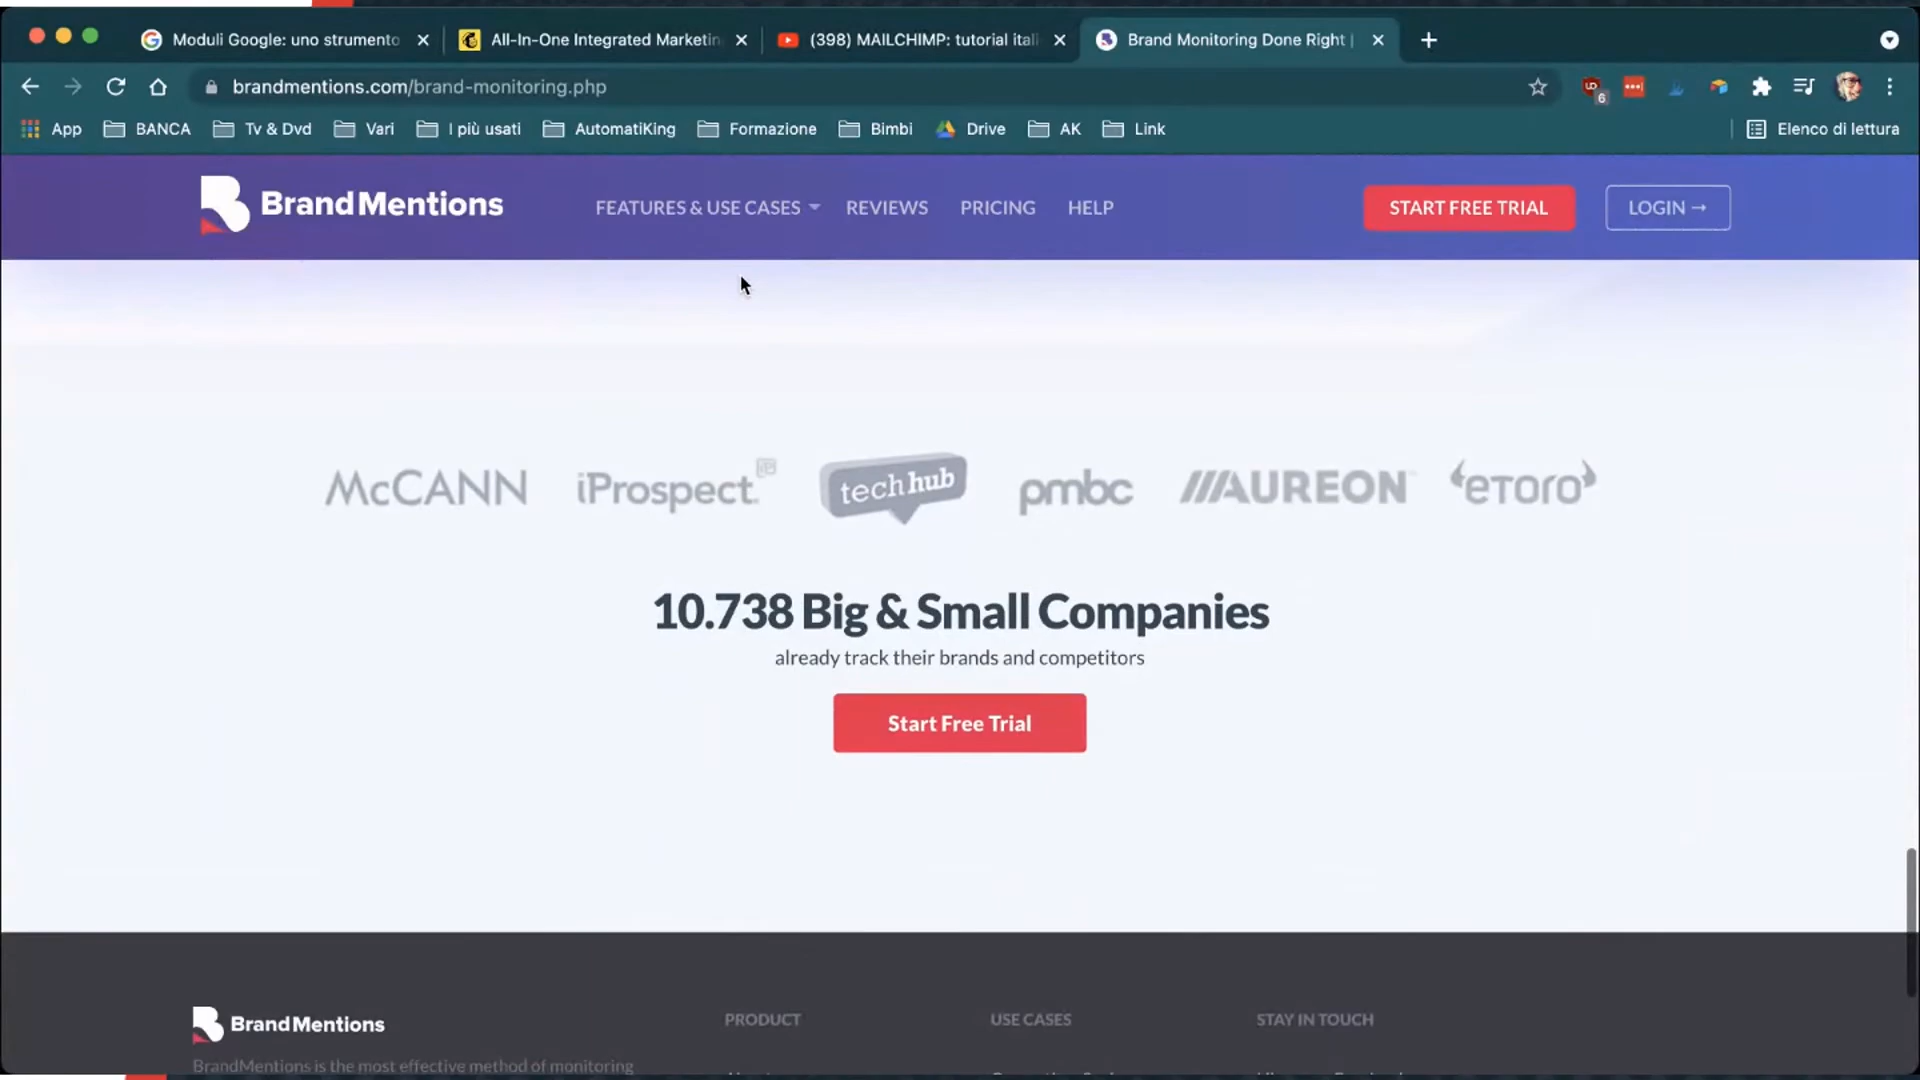 Moduli Google: uno strumento
All-In-One Integrated Marketin
(398) MAILCHIMP: tutorial itali
Brand Monitoring Done Right |
brandmentions.com/brand-monitoring.php
6
App
BANCA
Tv & Dvd
Vari
I più usati
AutomatiKing
Formazione
Bimbi
Drive
AK
Link
Elenco di lettura
BrandMentions
FEATURES & USE CASES
REVIEWS
PRICING
HELP
START FREE TRIAL
LOGIN →
McCANN
iProspect.
techhub
pmbc
AUREON
eToro
10.738 Big & Small Companies
already track their brands and competitors
Start Free Trial
BrandMentions
PRODUCT
USE CASES
STAY IN TOUCH
BrandMentions is the most effective method of monitoring